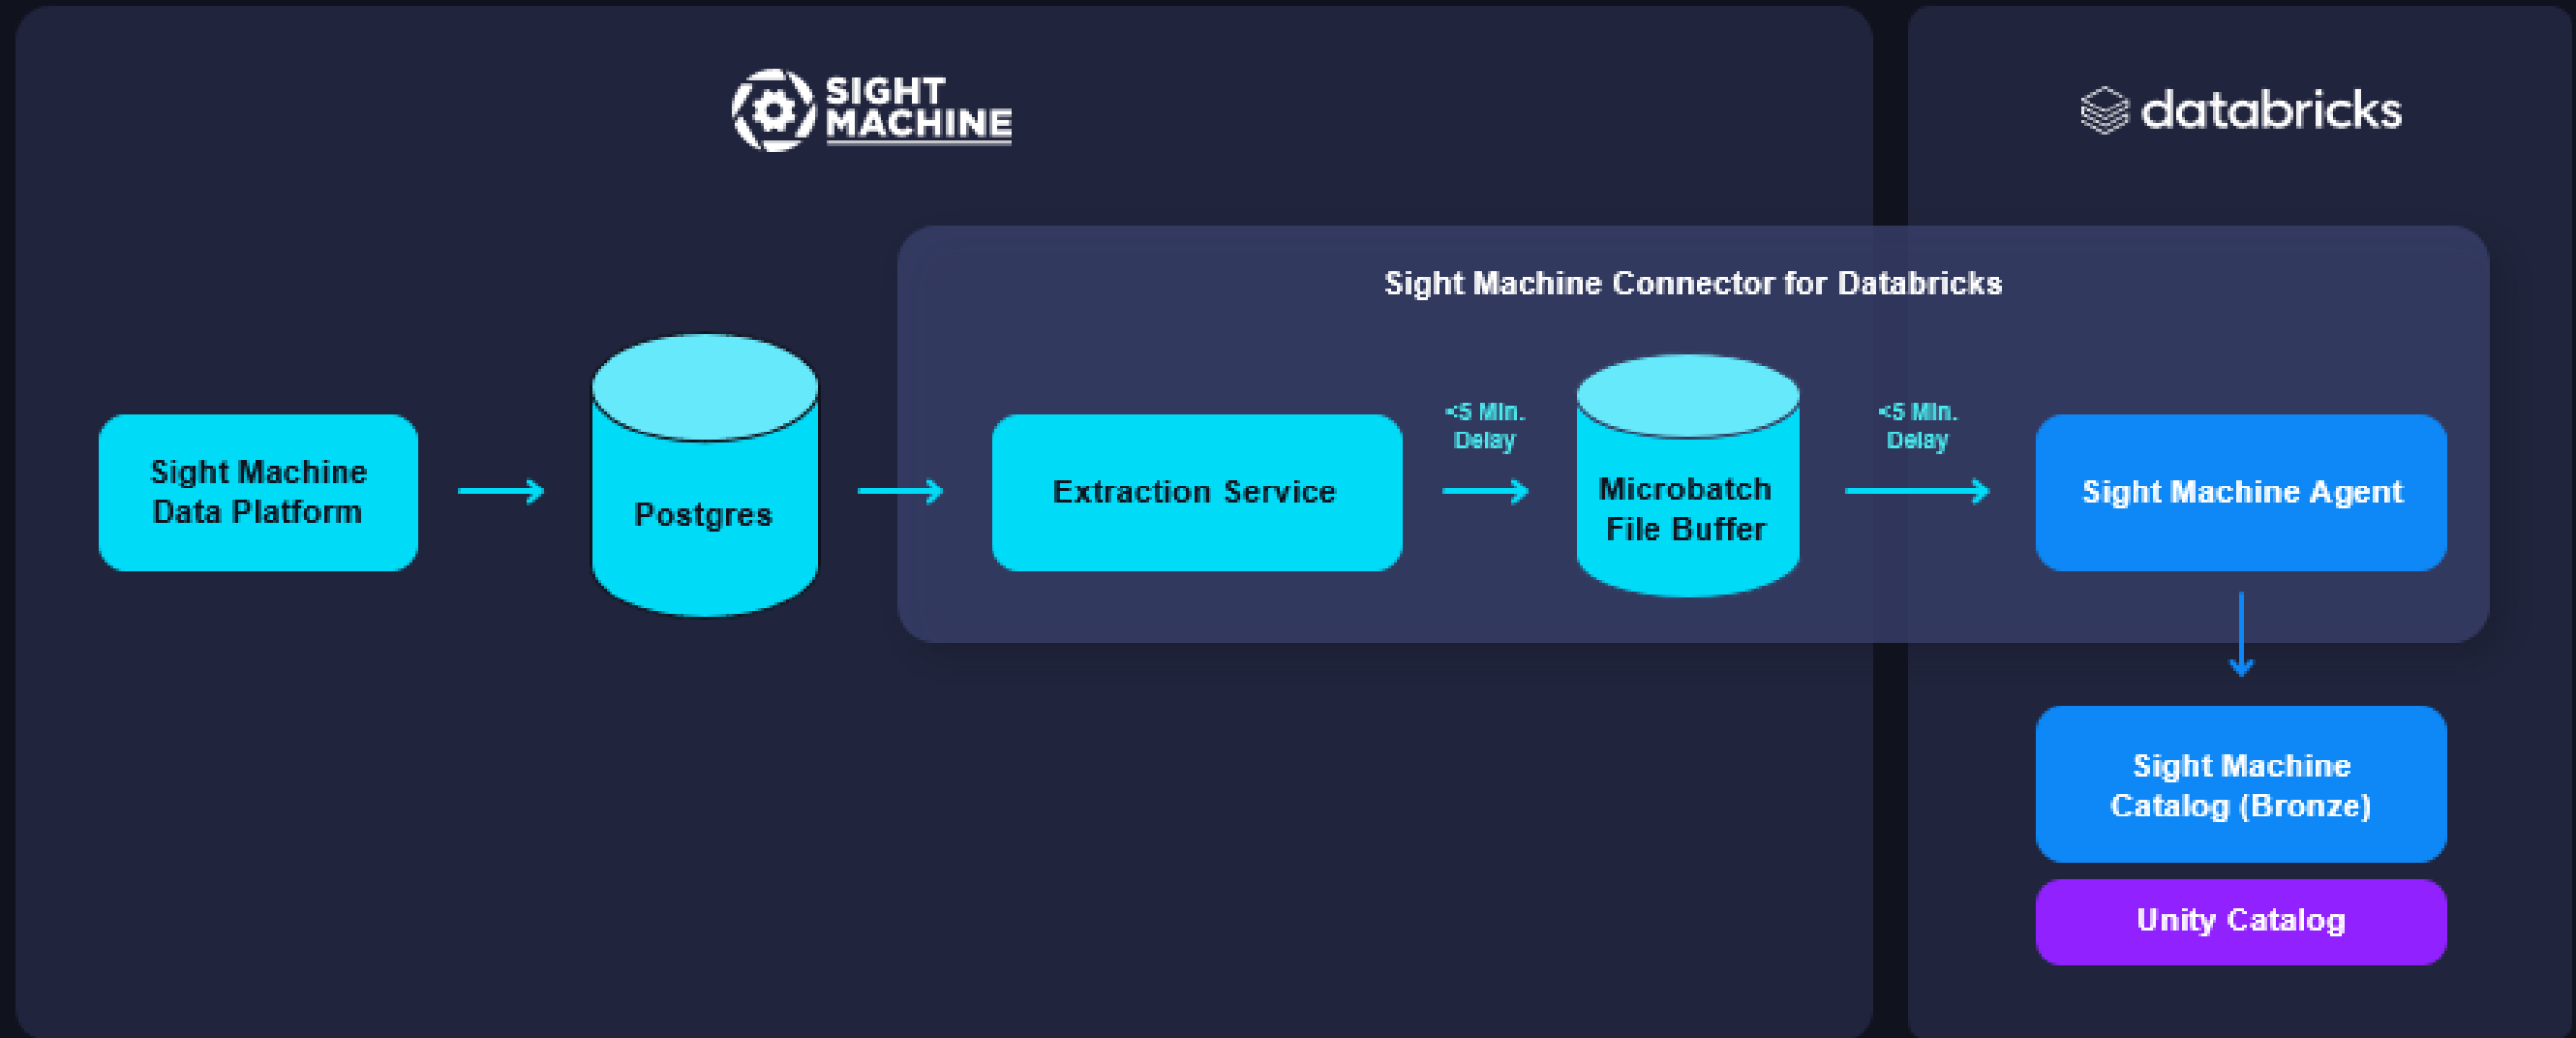 SIGHT
MACHINE
databricks
Sight Machine Connector for Databricks
Sight Machine
Data Platform
Postgres
Extraction Service
<5 Min.
Delay
Microbatch
File Buffer
<5 Min.
Delay
Sight Machine Agent
Sight Machine
Catalog (Bronze)
Unity Catalog